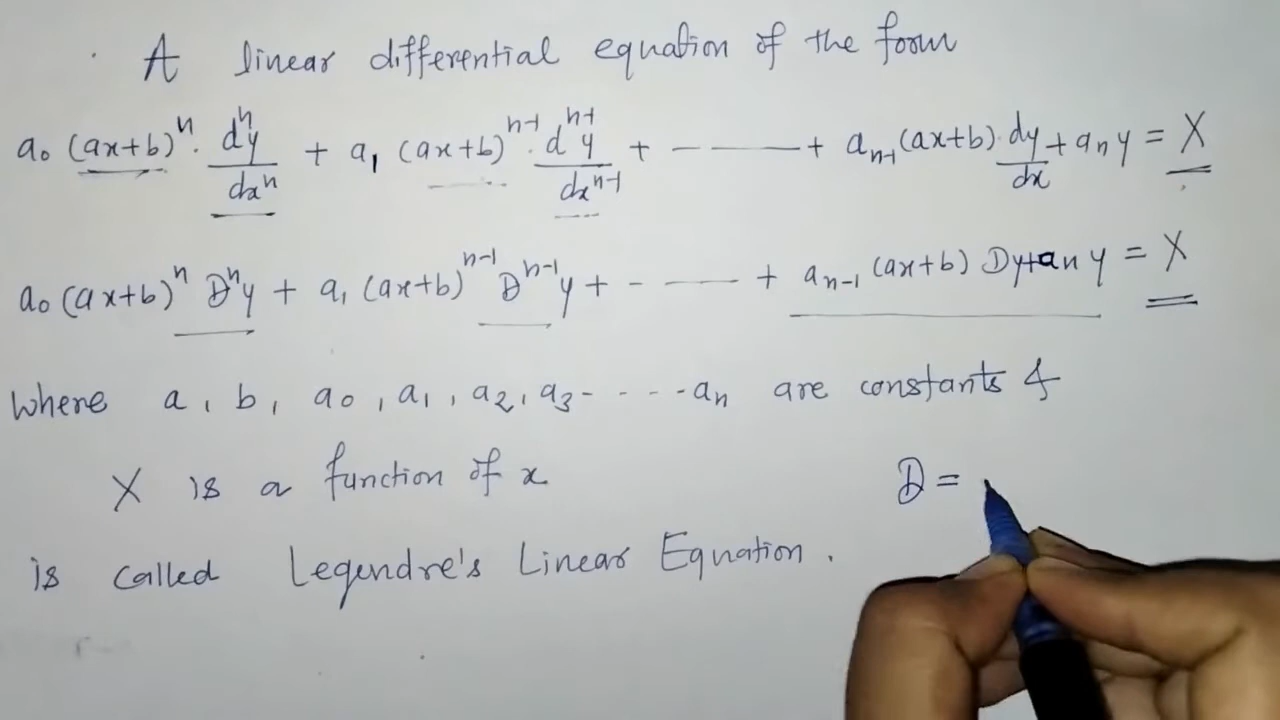 A linear differential equation of the form
a₀ (ax+b)ⁿ · dⁿy/dxⁿ + a₁ (ax+b)ⁿ⁻¹ · dⁿ⁻¹y/dxⁿ⁻¹ + ------ + aₙ₋₁ (ax+b) · dy/dx + aₙ y = X
a₀ (ax+b)ⁿ Dⁿy + a₁ (ax+b)ⁿ⁻¹ Dⁿ⁻¹y + ------ + aₙ₋₁ (ax+b) Dy + aₙ y = X
Where a, b, a₀, a₁, a₂, a₃ - - - - - aₙ are constants &
X is a function of x
D =
is called Legendre's Linear Equation.